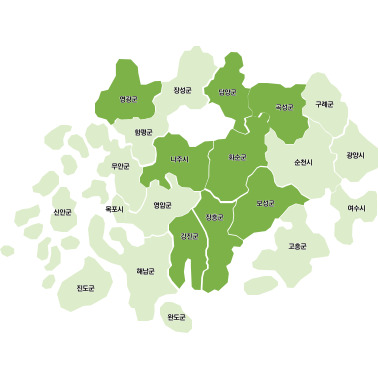 영광군
장성군
담양군
곡성군
구례군
함평군
나주시
화순군
순천시
광양시
무안군
신안군
목포시
영암군
장흥군
보성군
여수시
강진군
고흥군
해남군
진도군
완도군